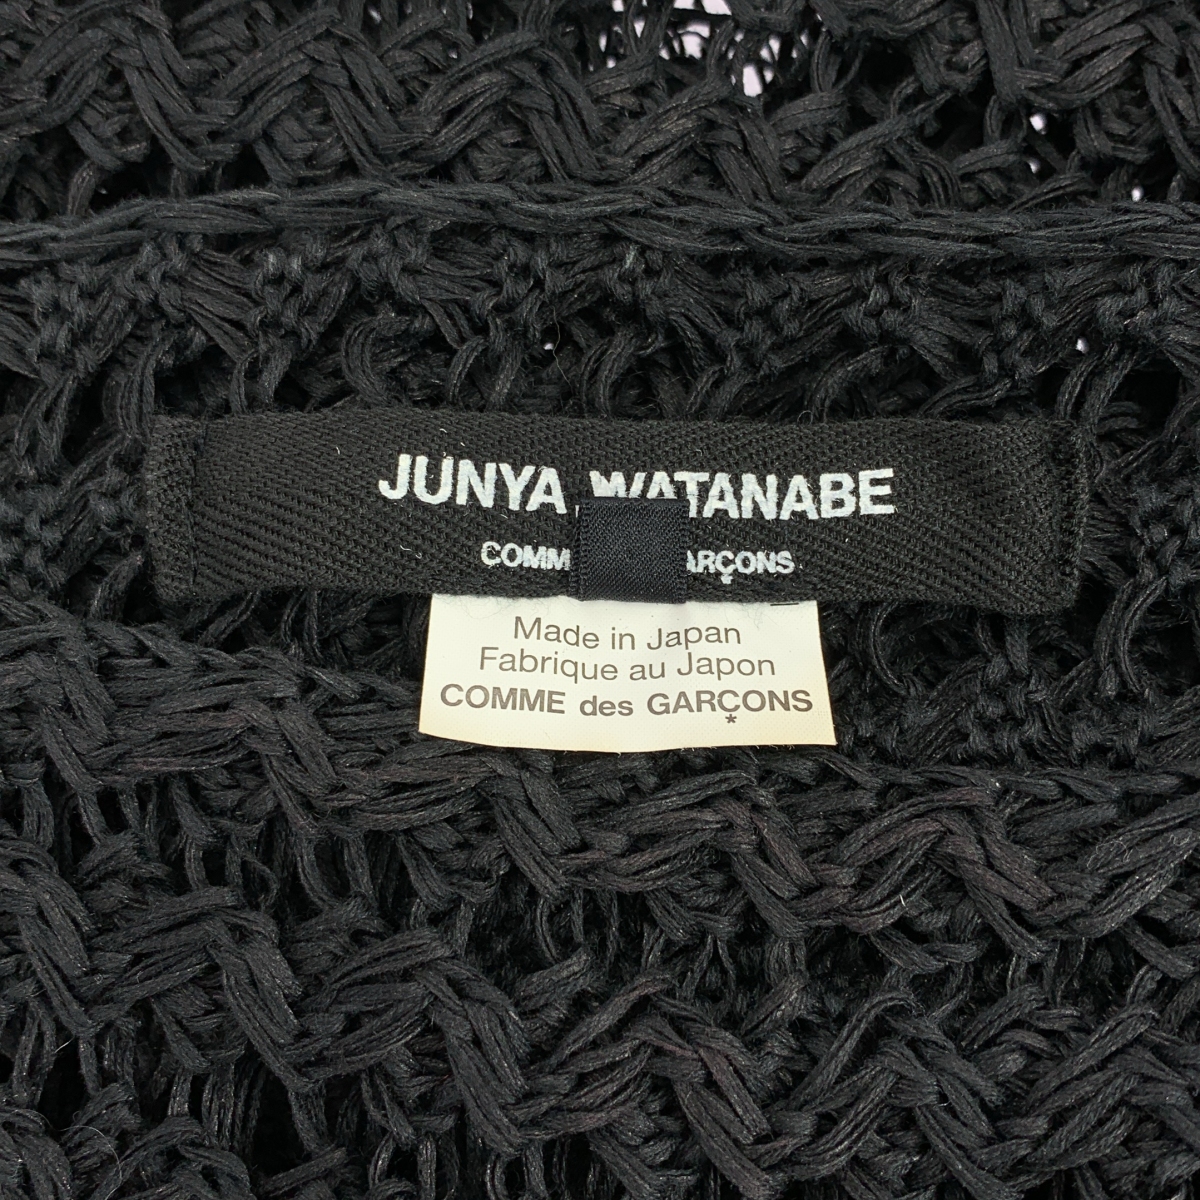 JUNYA WATANABE
COMM ARÇONS
Made in Japan
Fabrique au Japon
COMME des GARÇONS
*